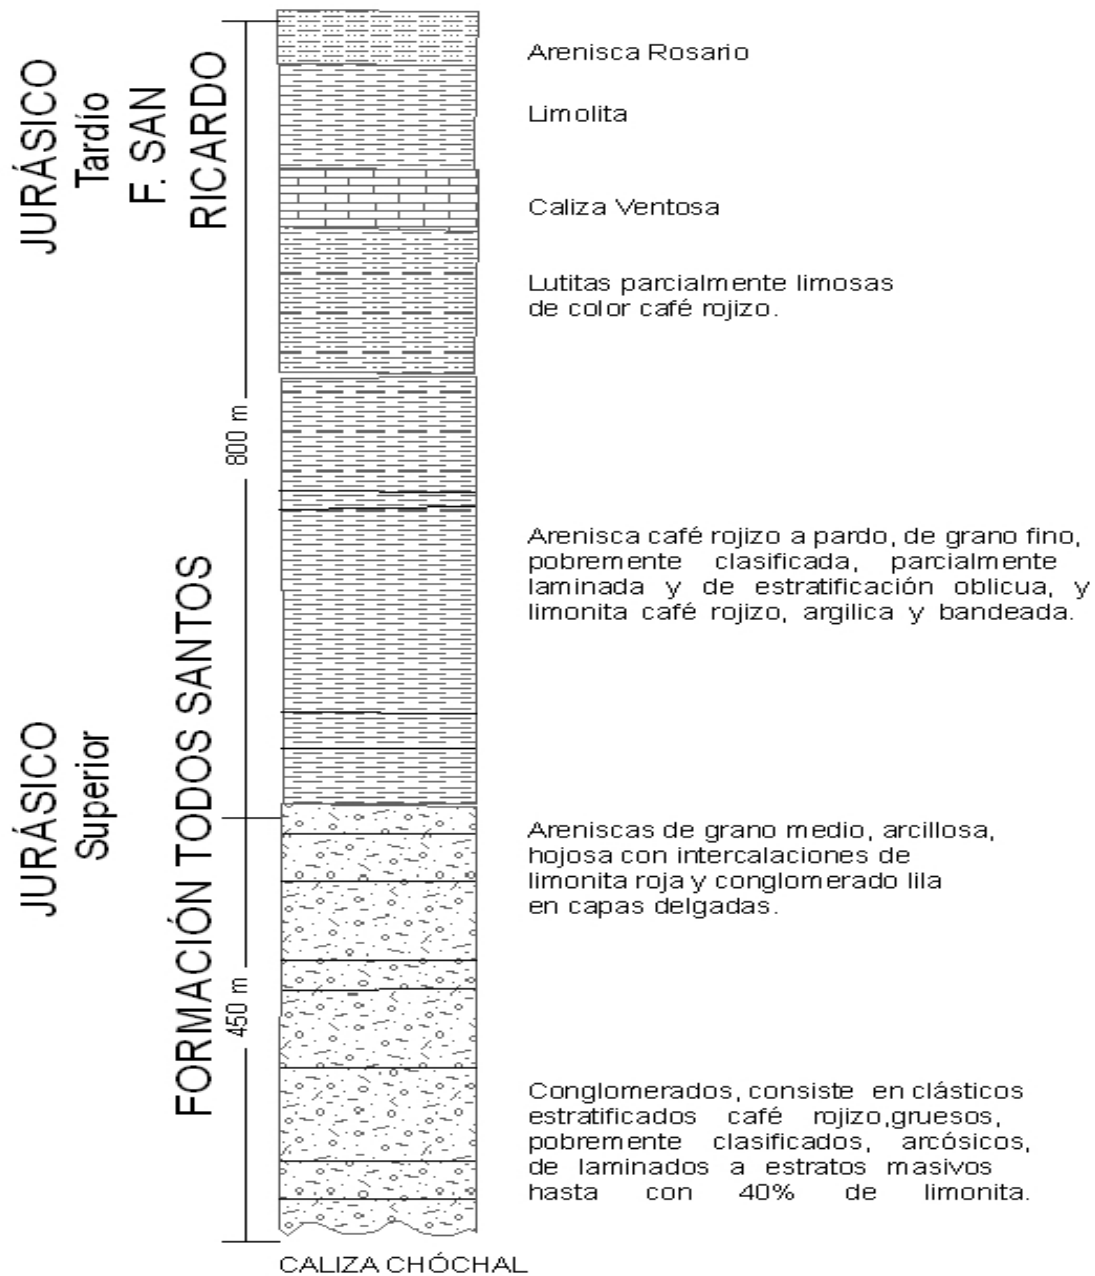 JURÁSICO
Tardío
F. SAN
RICARDO
800 m
Arenisca Rosario
Limolita
Caliza Ventosa
Lutitas parcialmente limosas
de color café rojizo.
JURÁSICO
Superior
FORMACIÓN TODOS SANTOS
450 m
Arenisca café rojizo a pardo, de grano fino,
pobremente clasificada, parcialmente
laminada y de estratificación oblicua, y
limonita café rojizo, argilica y bandeada.
Areniscas de grano medio, arcillosa,
hojosa con intercalaciones de
limonita roja y conglomerado lila
en capas delgadas.
Conglomerados, consiste en clásticos
estratificados café rojizo,gruesos,
pobremente clasificados, arcósicos,
de laminados a estratos masivos
hasta con 40% de limonita.
CALIZA CHÓCHAL